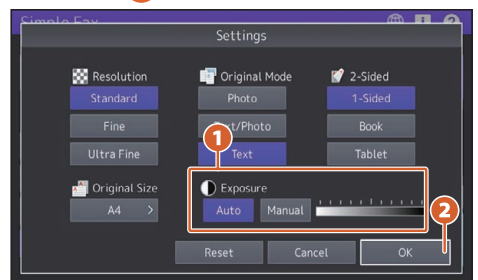 Simple Fax
Settings
Resolution
Standard
Fine
Ultra Fine
Original Mode
Photo
Text/Photo
Text
2-Sided
1-Sided
Book
Tablet
Original Size
A4 >
1
Exposure
Auto Manual
2
Reset Cancel OK